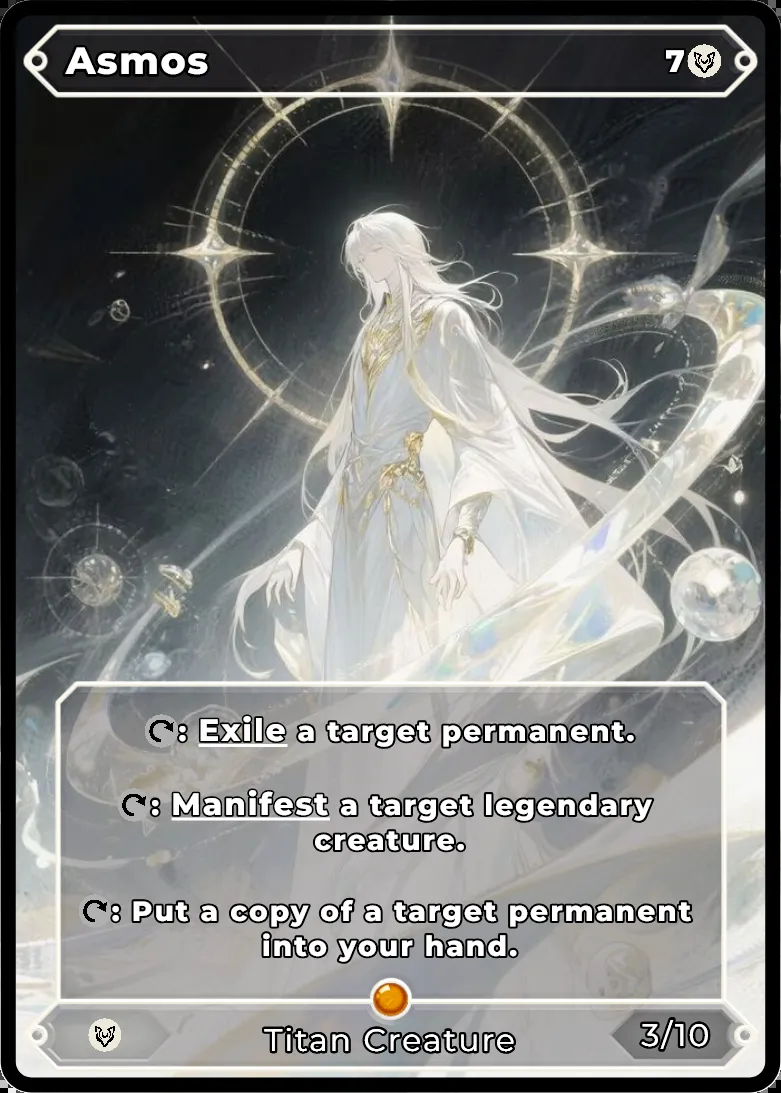 Asmos
7
: Exile a target permanent.
: Manifest a target legendary
creature.
: Put a copy of a target permanent
into your hand.
Titan Creature
3/10